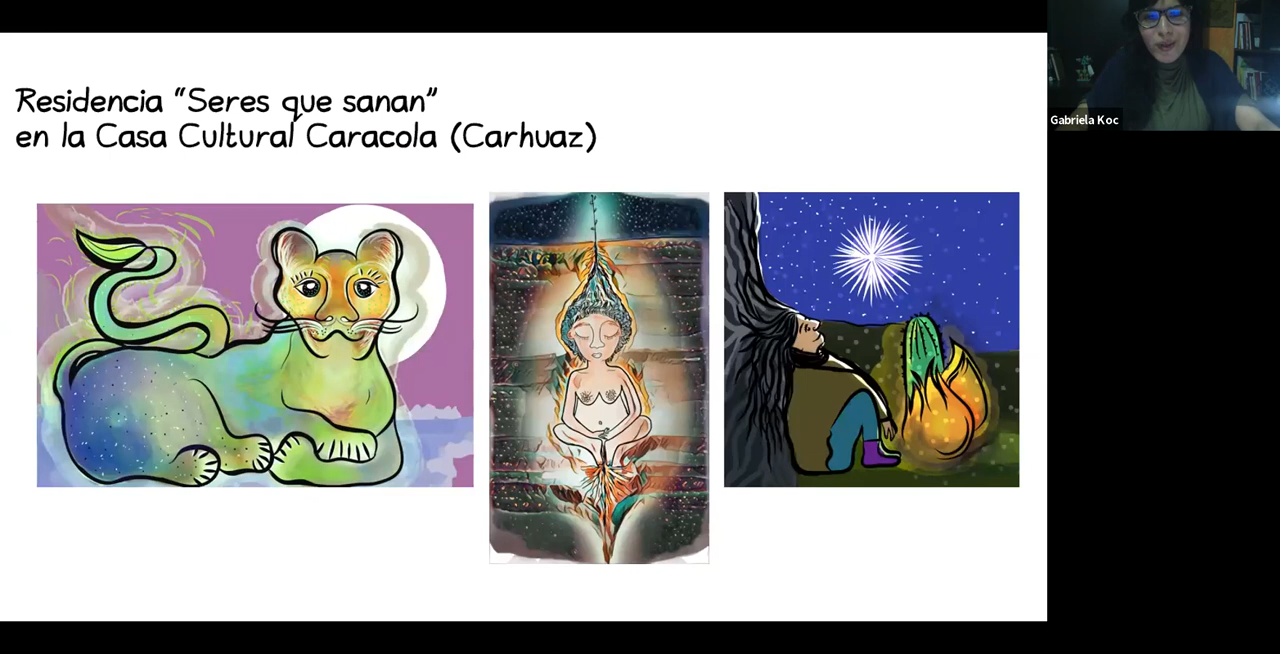 Residencia "Seres que sanan"
en la Casa Cultural Caracola (Carhuaz)
Gabriela Koc